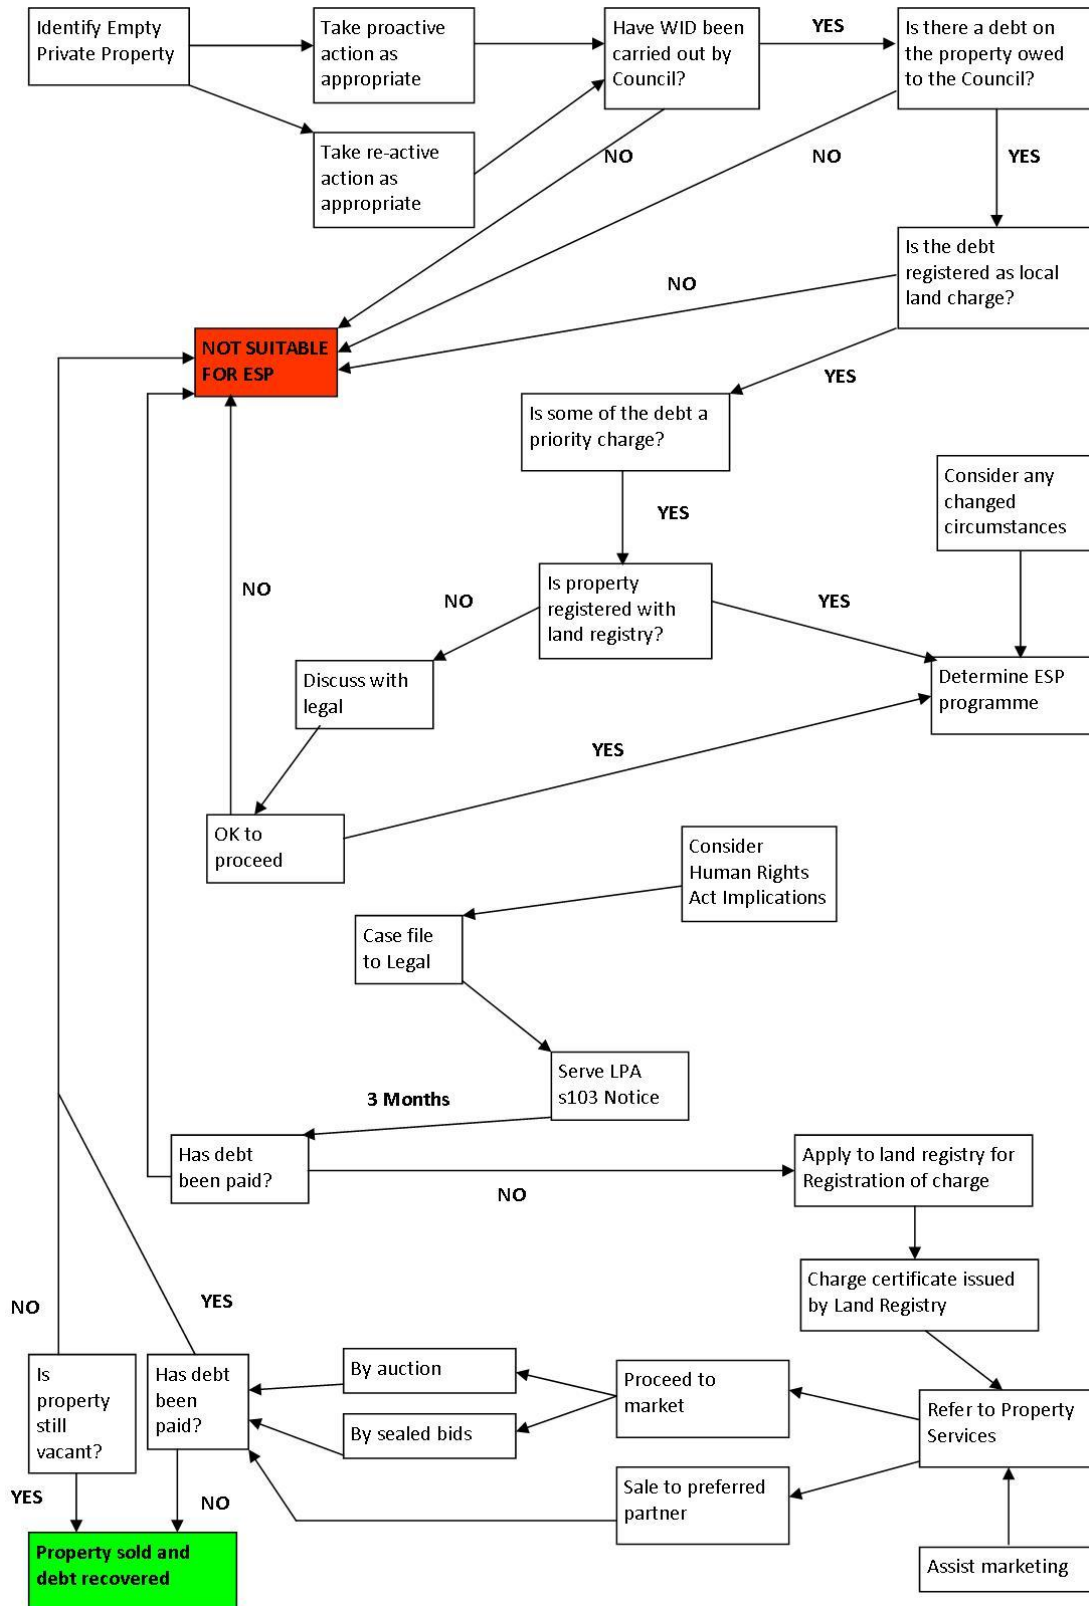 Identify Empty
Private Property
Take proactive
action as
appropriate
Have WID been
carried out by
Council?
YES
Is there a debt on
the property owed
to the Council?
Take re-active
action as
appropriate
NO
NO
YES
Is the debt
registered as local
land charge?
NO
NOT SUITABLE
FOR ESP
YES
Is some of the debt a
priority charge?
Consider any
changed
circumstances
YES
NO
NO
Is property
registered with
land registry?
YES
Discuss with
legal
Determine ESP
programme
YES
OK to
proceed
Consider
Human Rights
Act Implications
Case file
to Legal
Serve LPA
s103 Notice
3 Months
Has debt
been paid?
NO
Apply to land registry for
Registration of charge
Charge certificate issued
by Land Registry
NO
YES
Is
property
still
vacant?
Has debt
been
paid?
By auction
By sealed bids
Proceed to
market
Refer to Property
Services
Sale to preferred
partner
YES
NO
Property sold and
debt recovered
Assist marketing